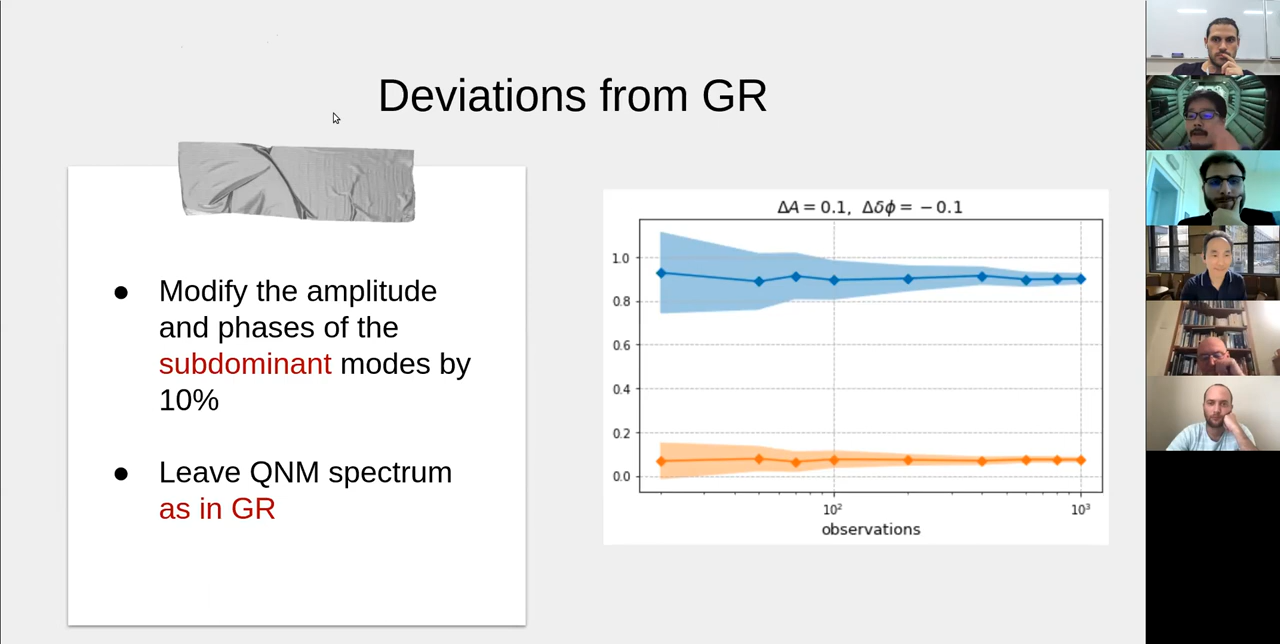 Deviations from GR
● Modify the amplitude
and phases of the
subdominant modes by
10%
● Leave QNM spectrum
as in GR
ΔA = 0.1, Δδϕ = −0.1
1.0
0.8
0.6
0.4
0.2
0.0
10²
10³
observations